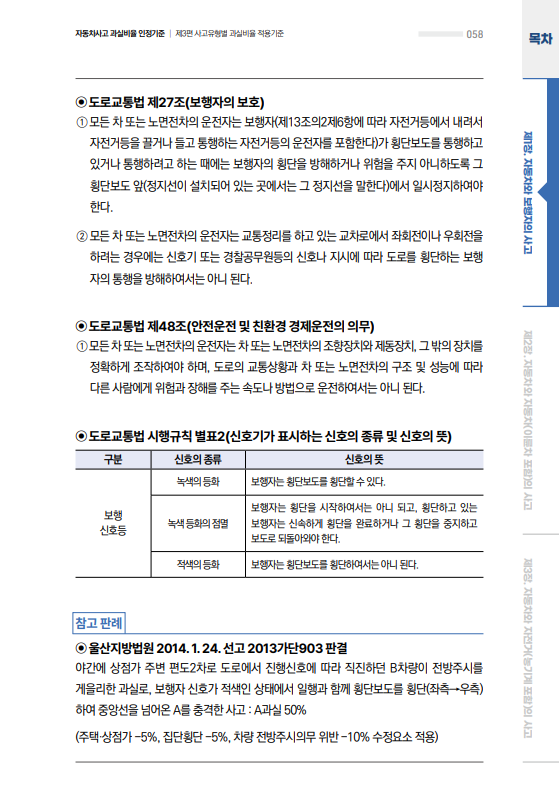 자동차사고 과실비율 인정기준 | 제3편 사고유형별 과실비율 적용기준
058
목차
◉ 도로교통법 제27조(보행자의 보호)
① 모든 차 또는 노면전차의 운전자는 보행자(제13조의2제6항에 따라 자전거등에서 내려서
자전거등을 끌거나 들고 통행하는 자전거등의 운전자를 포함한다)가 횡단보도를 통행하고
있거나 통행하려고 하는 때에는 보행자의 횡단을 방해하거나 위험을 주지 아니하도록 그
횡단보도 앞(정지선이 설치되어 있는 곳에서는 그 정지선을 말한다)에서 일시정지하여야
한다.
② 모든 차 또는 노면전차의 운전자는 교통정리를 하고 있는 교차로에서 좌회전이나 우회전을
하려는 경우에는 신호기 또는 경찰공무원등의 신호나 지시에 따라 도로를 횡단하는 보행
자의 통행을 방해하여서는 아니 된다.
◉ 도로교통법 제48조(안전운전 및 친환경 경제운전의 의무)
① 모든 차 또는 노면전차의 운전자는 차 또는 노면전차의 조향장치와 제동장치, 그 밖의 장치를
정확하게 조작하여야 하며, 도로의 교통상황과 차 또는 노면전차의 구조 및 성능에 따라
다른 사람에게 위험과 장해를 주는 속도나 방법으로 운전하여서는 아니 된다.
◉ 도로교통법 시행규칙 별표2(신호기가 표시하는 신호의 종류 및 신호의 뜻)
구분 신호의 종류 신호의 뜻
녹색의 등화 보행자는 횡단보도를 횡단할 수 있다.
보행
신호등
녹색 등화의 점멸
보행자는 횡단을 시작하여서는 아니 되고, 횡단하고 있는
보행자는 신속하게 횡단을 완료하거나 그 횡단을 중지하고
보도로 되돌아와야 한다.
적색의 등화 보행자는 횡단보도를 횡단하여서는 아니 된다.
참고 판례
◉ 울산지방법원 2014. 1. 24. 선고 2013가단903 판결
야간에 상점가 주변 편도2차로 도로에서 진행신호에 따라 직진하던 B차량이 전방주시를
게을리한 과실로, 보행자 신호가 적색인 상태에서 일행과 함께 횡단보도를 횡단(좌측→우측)
하여 중앙선을 넘어온 A를 충격한 사고 : A과실 50%
(주택·상점가 -5%, 집단횡단 -5%, 차량 전방주시의무 위반 -10% 수정요소 적용)
제1장. 자동차와 보행자의 사고
제2장. 자동차와 자동차(이륜차 포함)의 사고
제3장. 자동차와 자전거(농기계 포함)의 사고